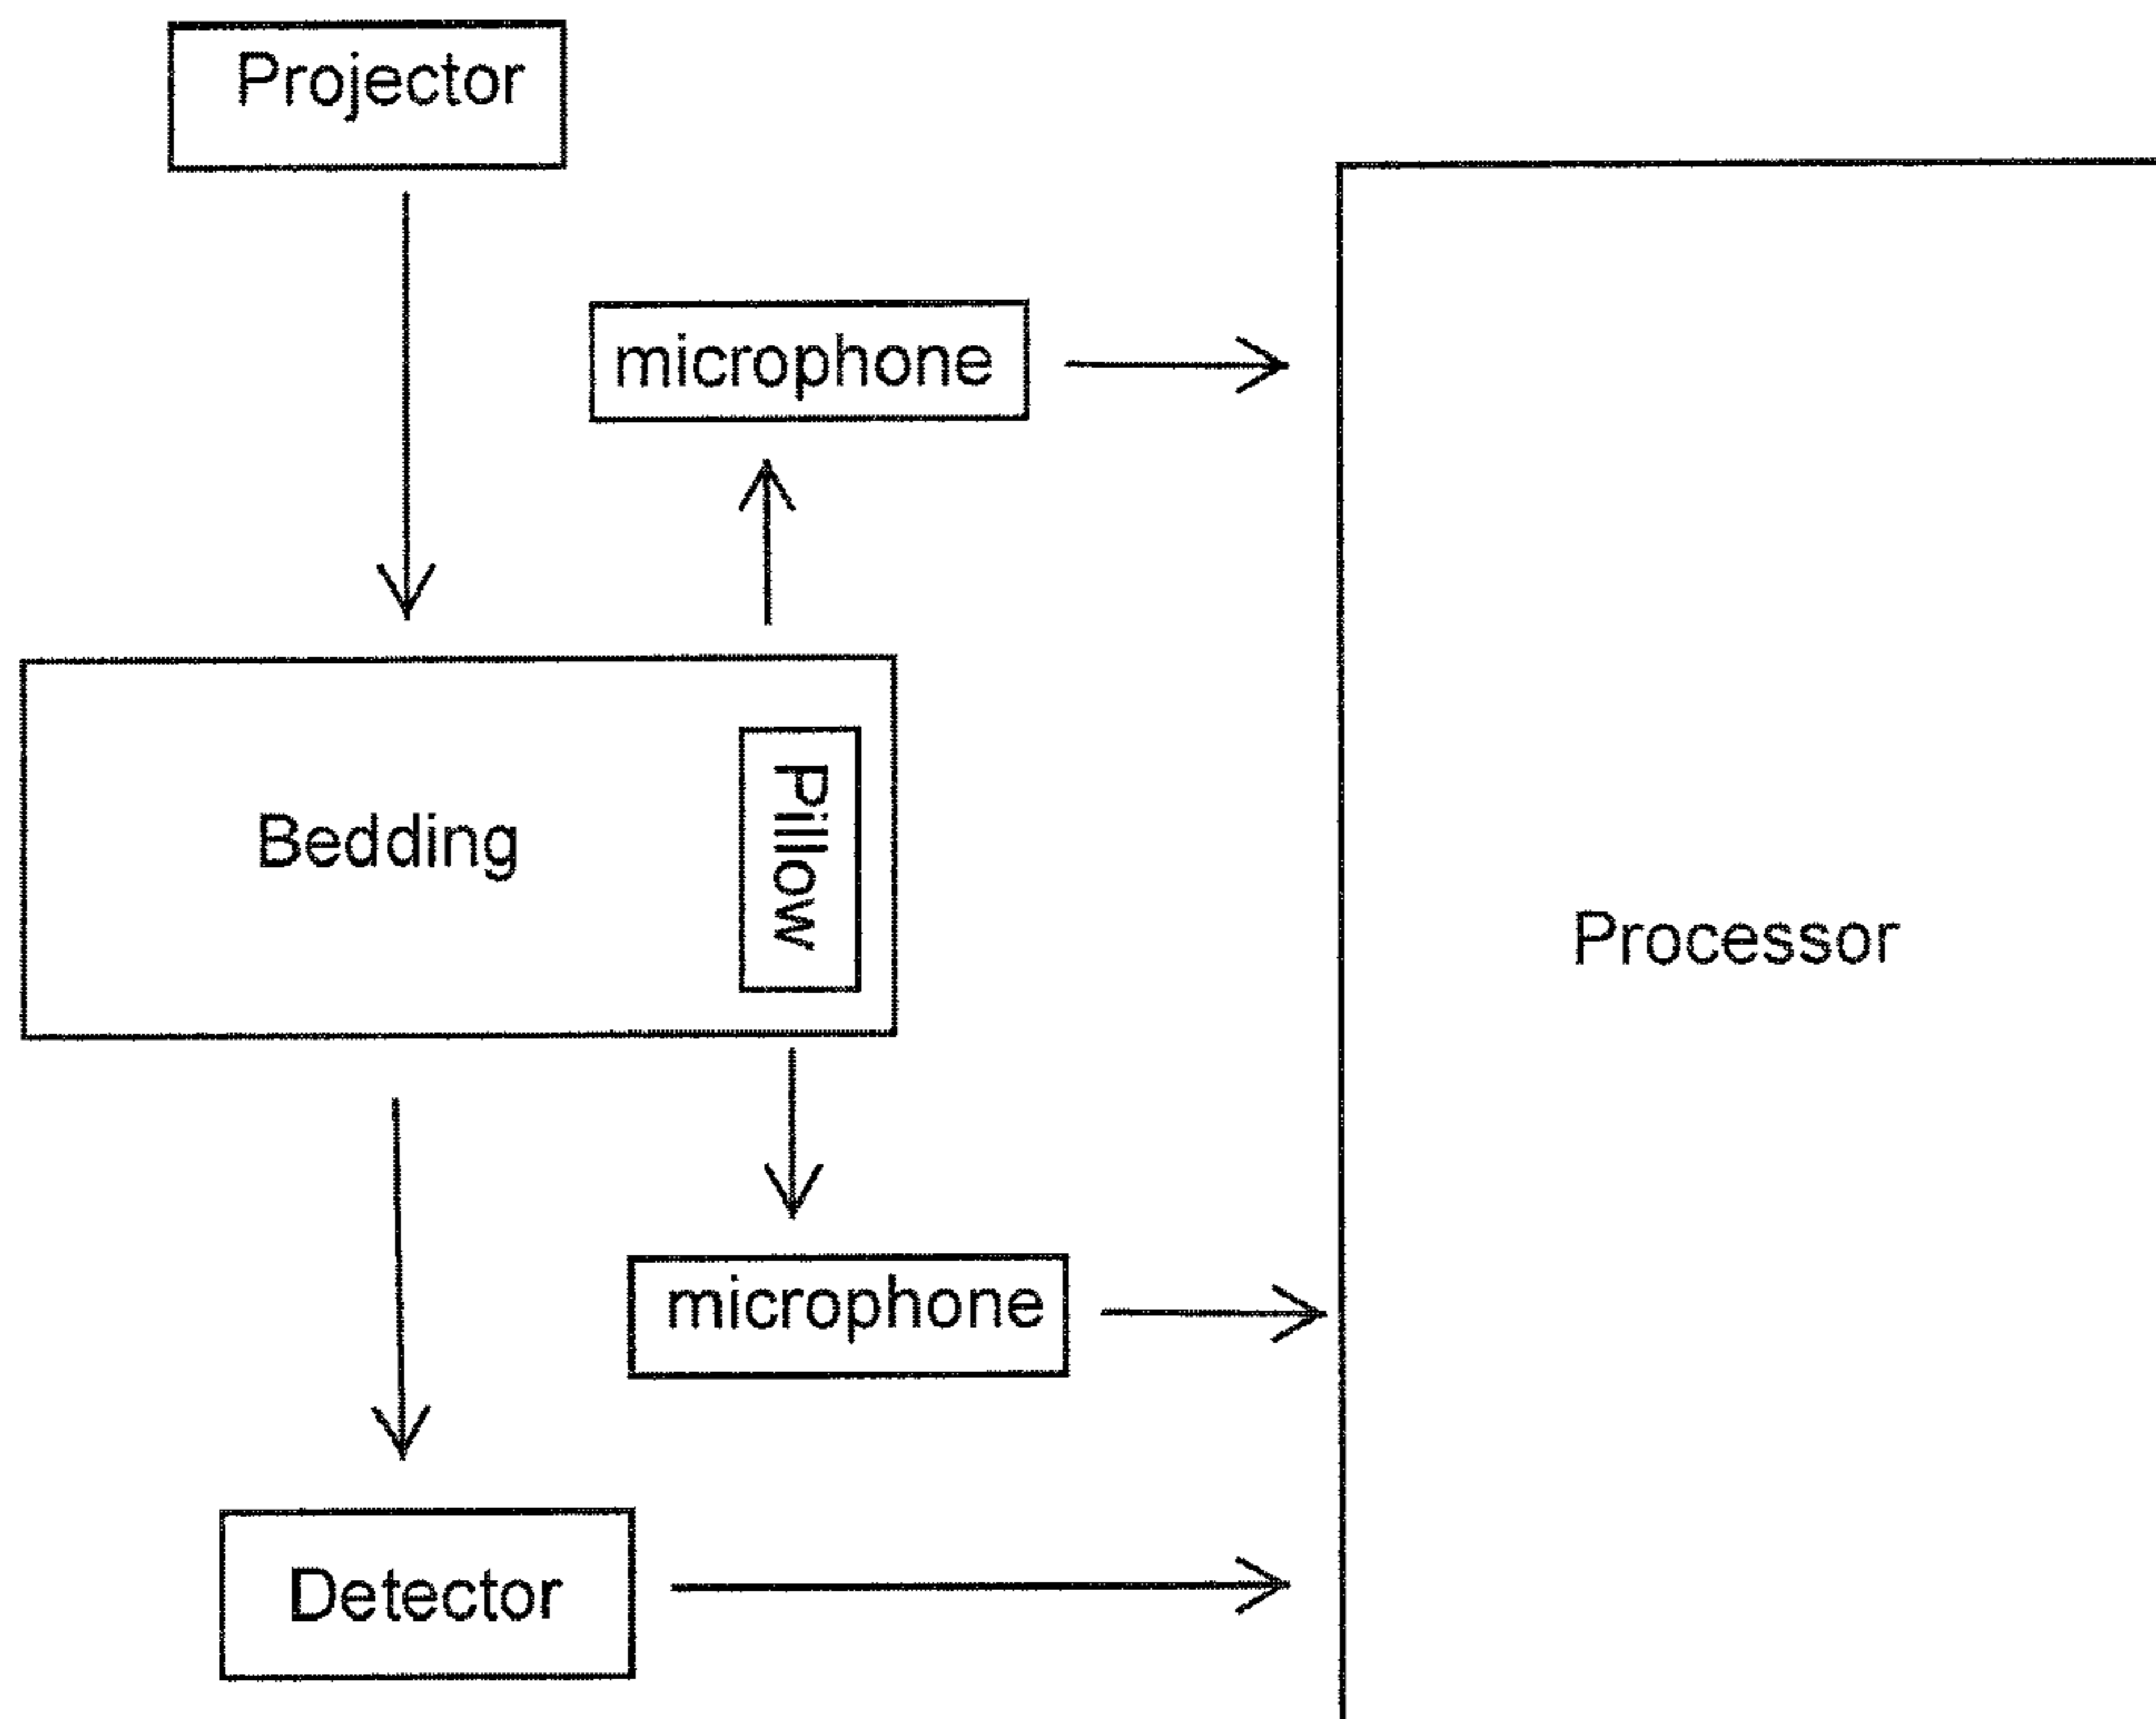 Projector
microphone
Bedding
Pillow
Processor
microphone
Detector